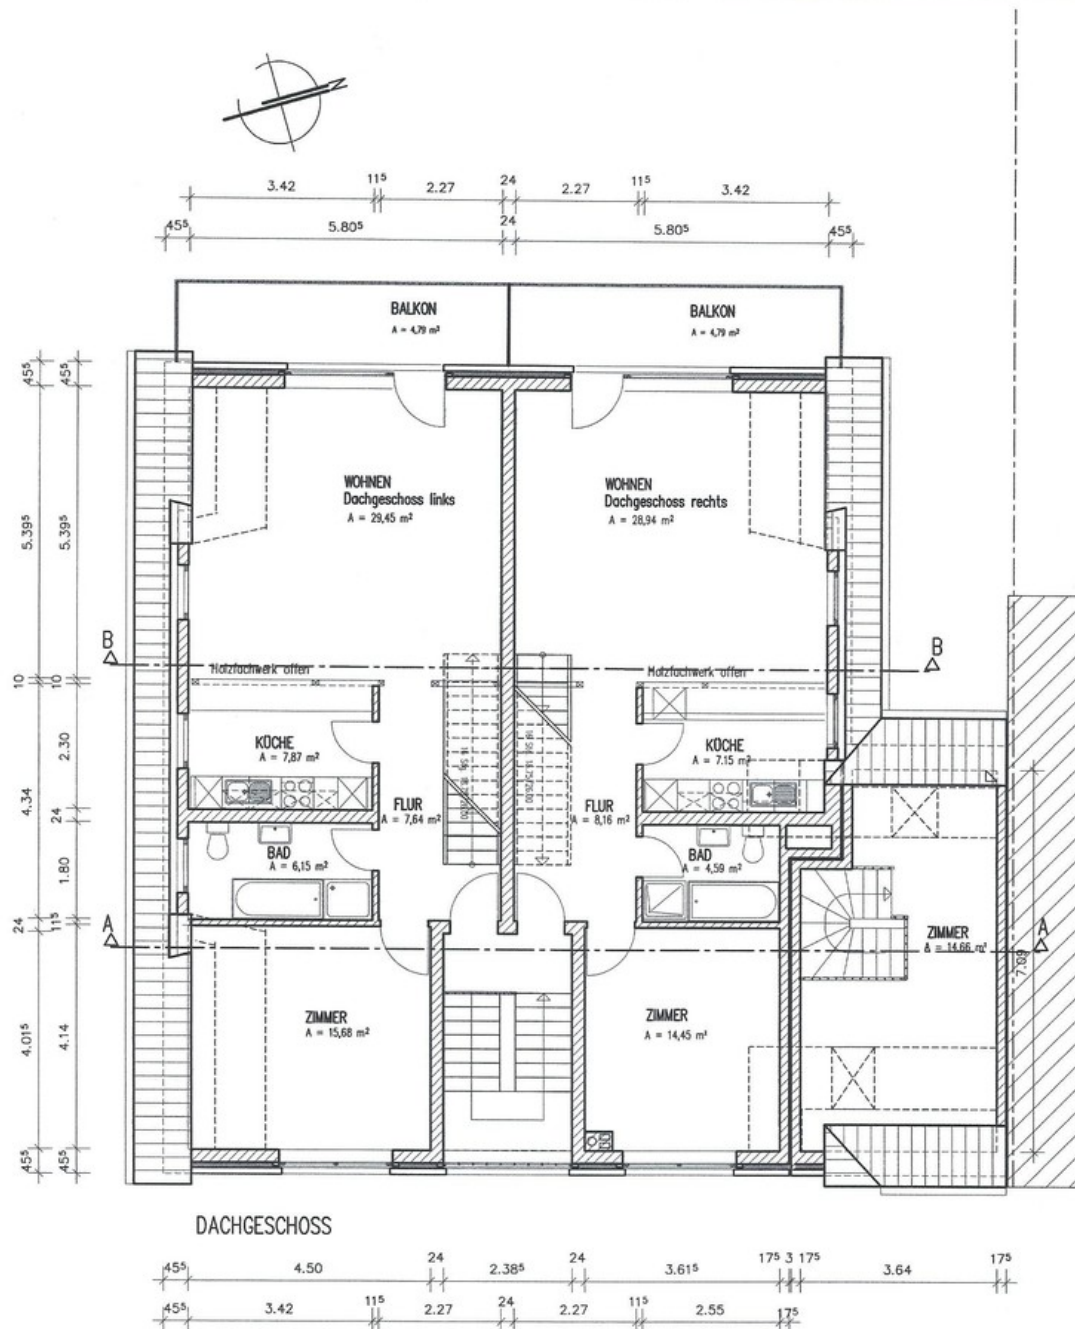 N
3.42 11⁵ 2.27 24 2.27 11⁵ 3.42
45⁵ 5.80⁵ 24 5.80⁵ 45⁵
BALKON
A = 4,79 m²
BALKON
A = 4,79 m²
45⁵ 45⁵
WOHNEN
Dachgeschoss links
A = 29,45 m²
WOHNEN
Dachgeschoss rechts
A = 28,94 m²
5.39⁵ 5.39⁵
B B
Holzfachwerk offen
Holzfachwerk offen
10 10
KÜCHE
A = 7,87 m²
KÜCHE
A = 7.15 m²
2.30
4.34
FLUR
A = 7,64 m²
FLUR
A = 8,16 m²
24
BAD
A = 6,15 m²
BAD
A = 4,59 m²
1.80
24 11⁵
A A
ZIMMER
A = 14.66 m²
7.09
ZIMMER
A = 15,68 m²
ZIMMER
A = 14,45 m²
4.01⁵ 4.14
45⁵ 45⁵
DACHGESCHOSS
45⁵ 4.50 24 2.38⁵ 24 3.61⁵ 17⁵ 3 17⁵ 3.64 17⁵
45⁵ 3.42 11⁵ 2.27 24 2.27 11⁵ 2.55 17⁵